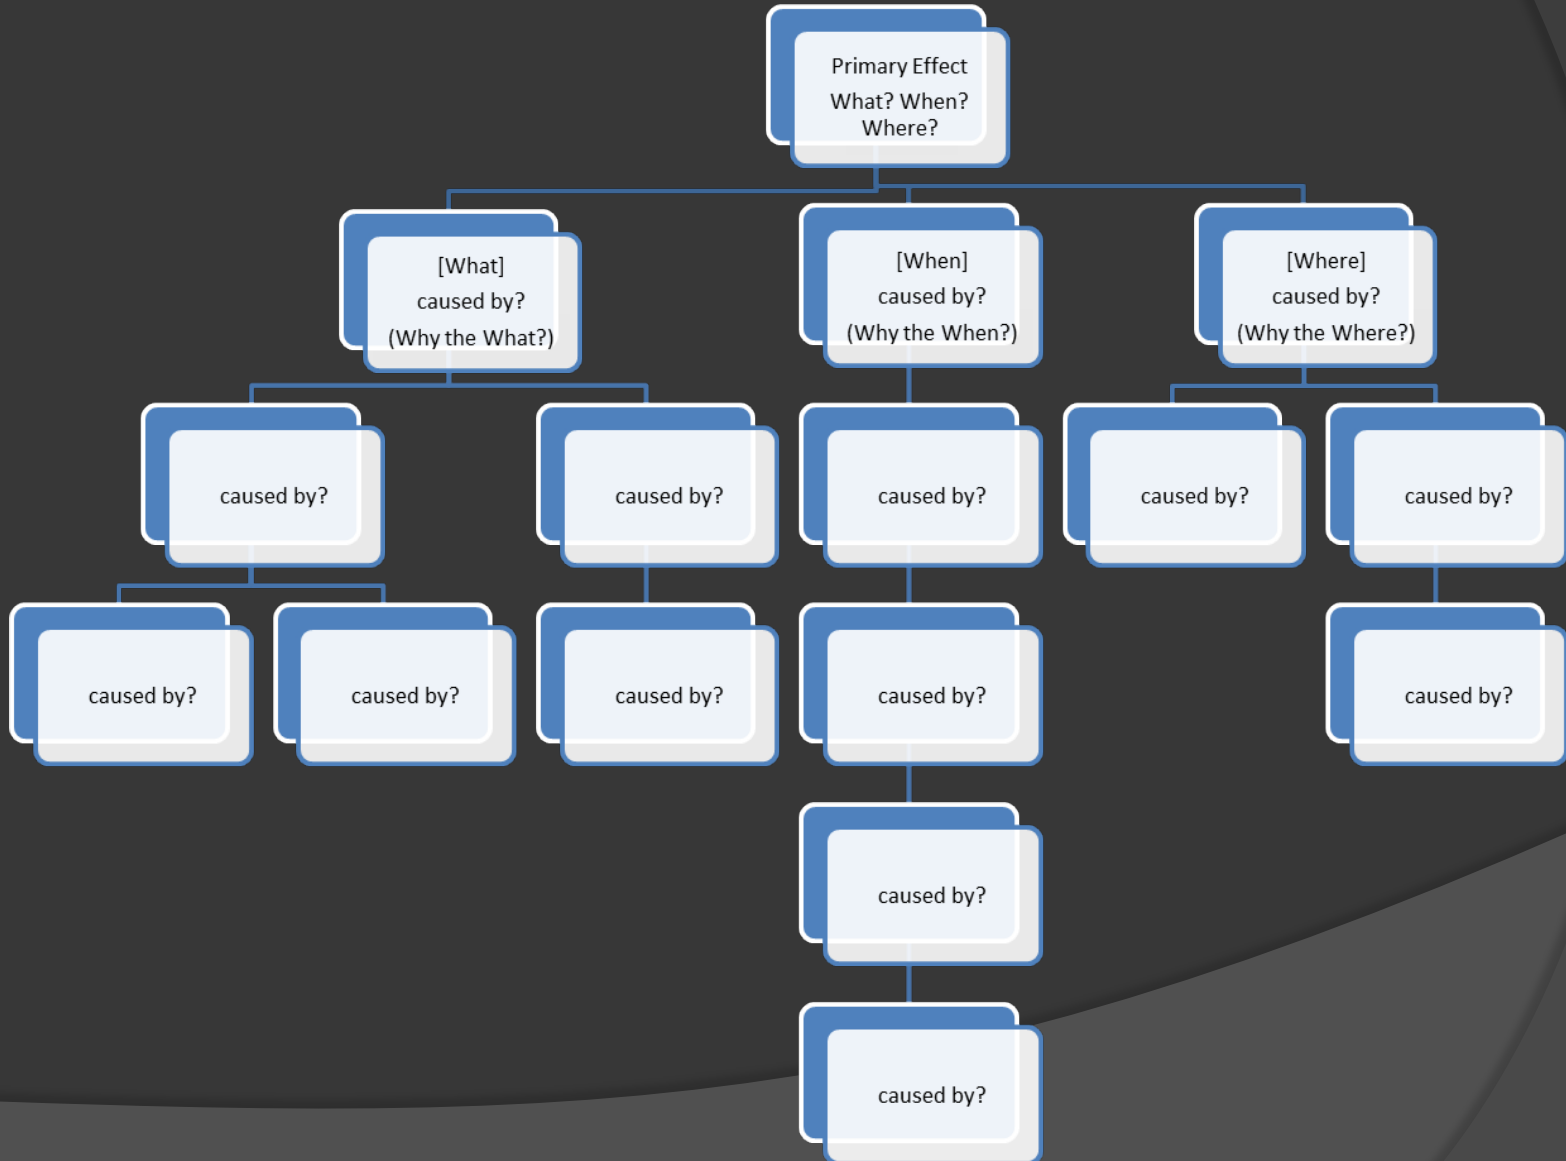 Primary Effect
What? When?
Where?
[What]
caused by?
(Why the What?)
[When]
caused by?
(Why the When?)
[Where]
caused by?
(Why the Where?)
caused by?
caused by?
caused by?
caused by?
caused by?
caused by?
caused by?
caused by?
caused by?
caused by?
caused by?
caused by?